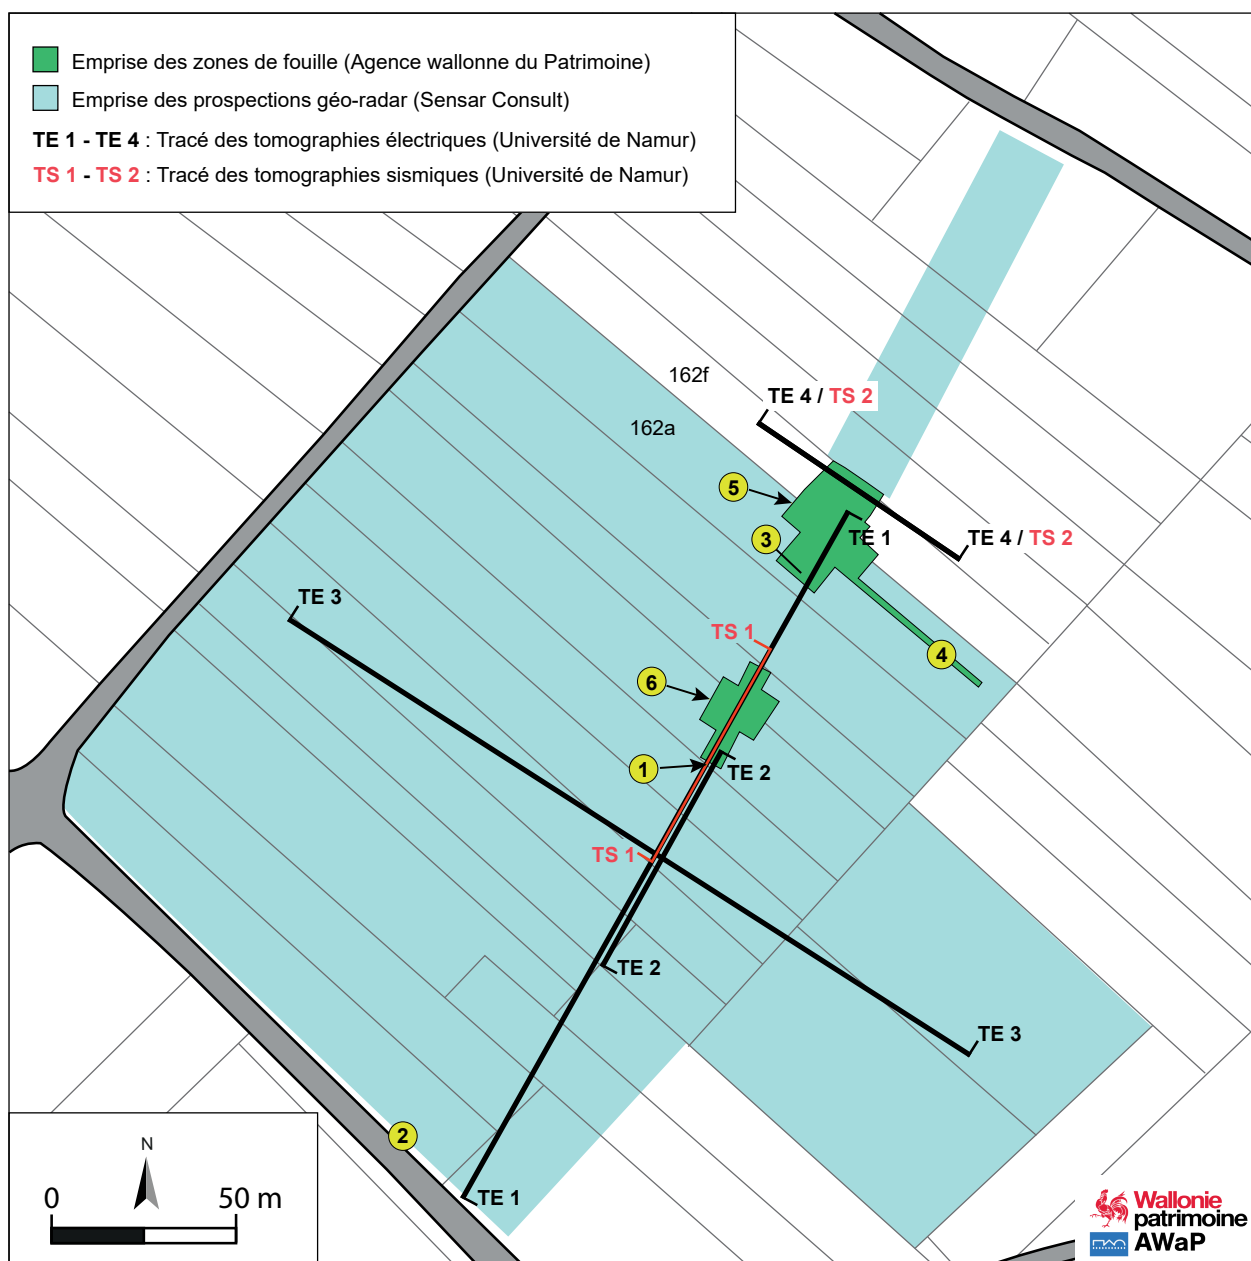 Emprise des zones de fouille (Agence wallonne du Patrimoine)
Emprise des prospections géo-radar (Sensar Consult)
TE 1 - TE 4 : Tracé des tomographies électriques (Université de Namur)
TS 1 - TS 2 : Tracé des tomographies sismiques (Université de Namur)
162f
TE 4 / TS 2
162a
5
3
TE 1
TE 4 / TS 2
TE 3
TS 1
4
6
1
TE 2
TS 1
TE 2
TE 3
2
TE 1
N
0 50 m
Wallonie
patrimoine
AWaP